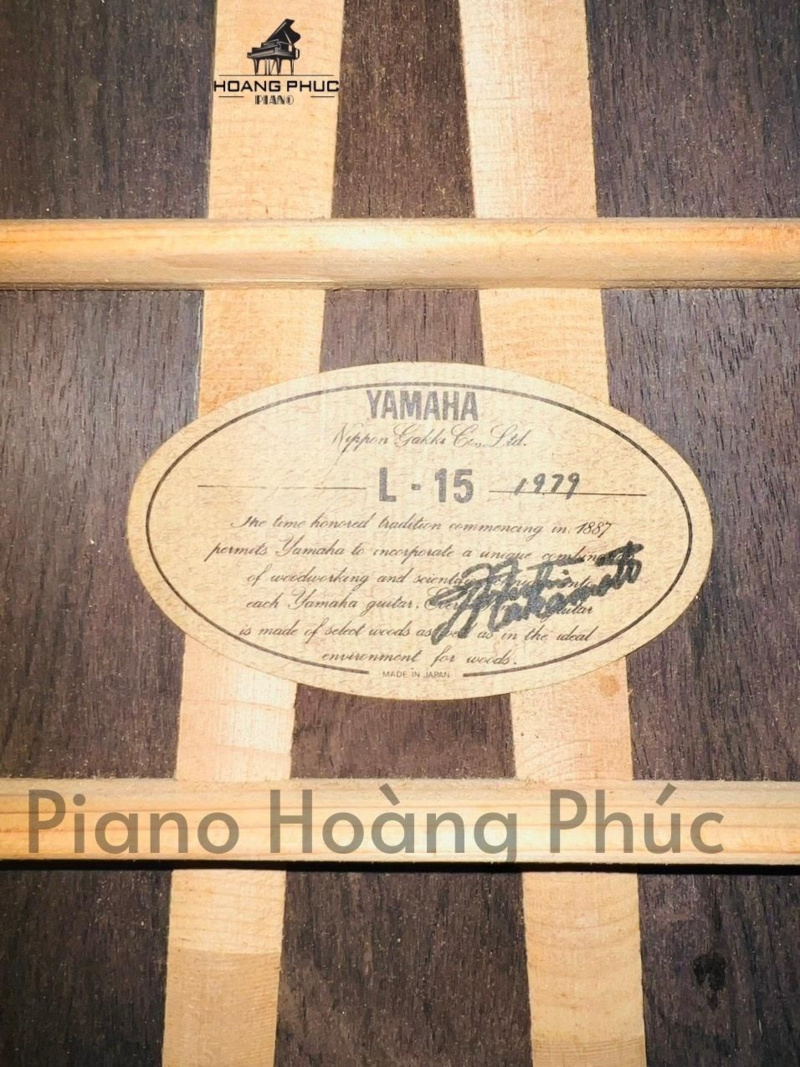 HOANG PHUC
PIANO
YAMAHA
Nippon Gakki Co., Ltd.
L - 15 1979
The time honored tradition commencing in 1887
permits Yamaha to incorporate a unique combination
of woodworking and scientific into
each Yamaha guitar. guitar
is made of select woods as well as in the ideal
environment for woods.
MADE IN JAPAN
Piano Hoàng Phúc